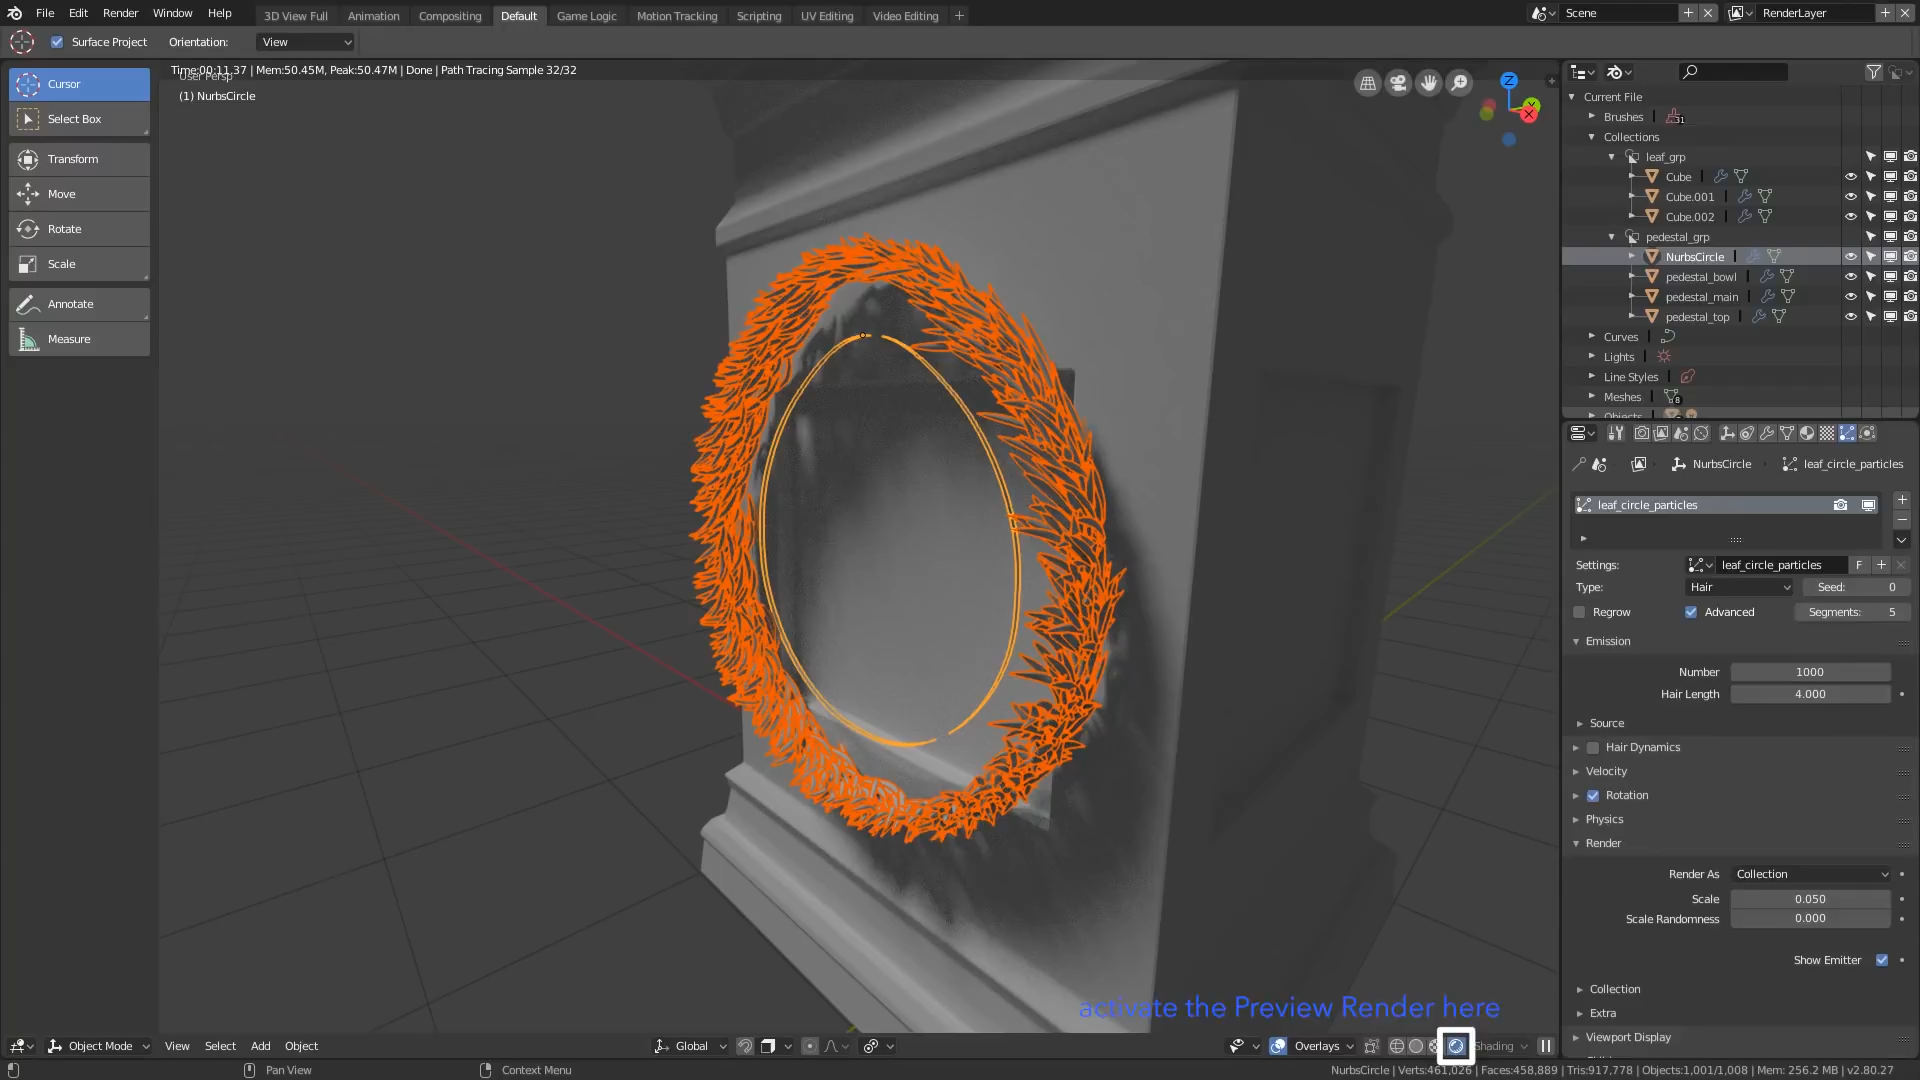 File Edit Render Window Help 3D View Full Animation Compositing Default Game Logic Motion Tracking Scripting UV Editing Video Editing Scene RenderLayer
Surface Project Orientation: View
Time:00:11.37 | Mem:50.45M, Peak:50.47M | Done | Path Tracing Sample 32/32
User Persp
(1) NurbsCircle
Cursor
Select Box
Transform
Move
Rotate
Scale
Annotate
Measure
Z
Y
X
Current File
Brushes 31
Collections
leaf_grp
Cube
Cube.001
Cube.002
pedestal_grp
NurbsCircle
pedestal_bowl
pedestal_main
pedestal_top
Curves
Lights
Line Styles
Meshes 8
Objects
NurbsCircle leaf_circle_particles
leaf_circle_particles
Settings: leaf_circle_particles F
Type: Hair Seed: 0
Regrow Advanced Segments: 5
Emission
Number 1000
Hair Length 4.000
Source
Hair Dynamics
Velocity
Rotation
Physics
Render
Render As Collection
Scale 0.050
Scale Randomness 0.000
Show Emitter
Collection
Extra
Viewport Display
activate the Preview Render here
Object Mode View Select Add Object Global Overlays Shading
Pan View Context Menu NurbsCircle | Verts:461,026 | Faces:458,889 | Tris:917,778 | Objects:1,001/1,008 | Mem: 256.2 MB | v2.80.27